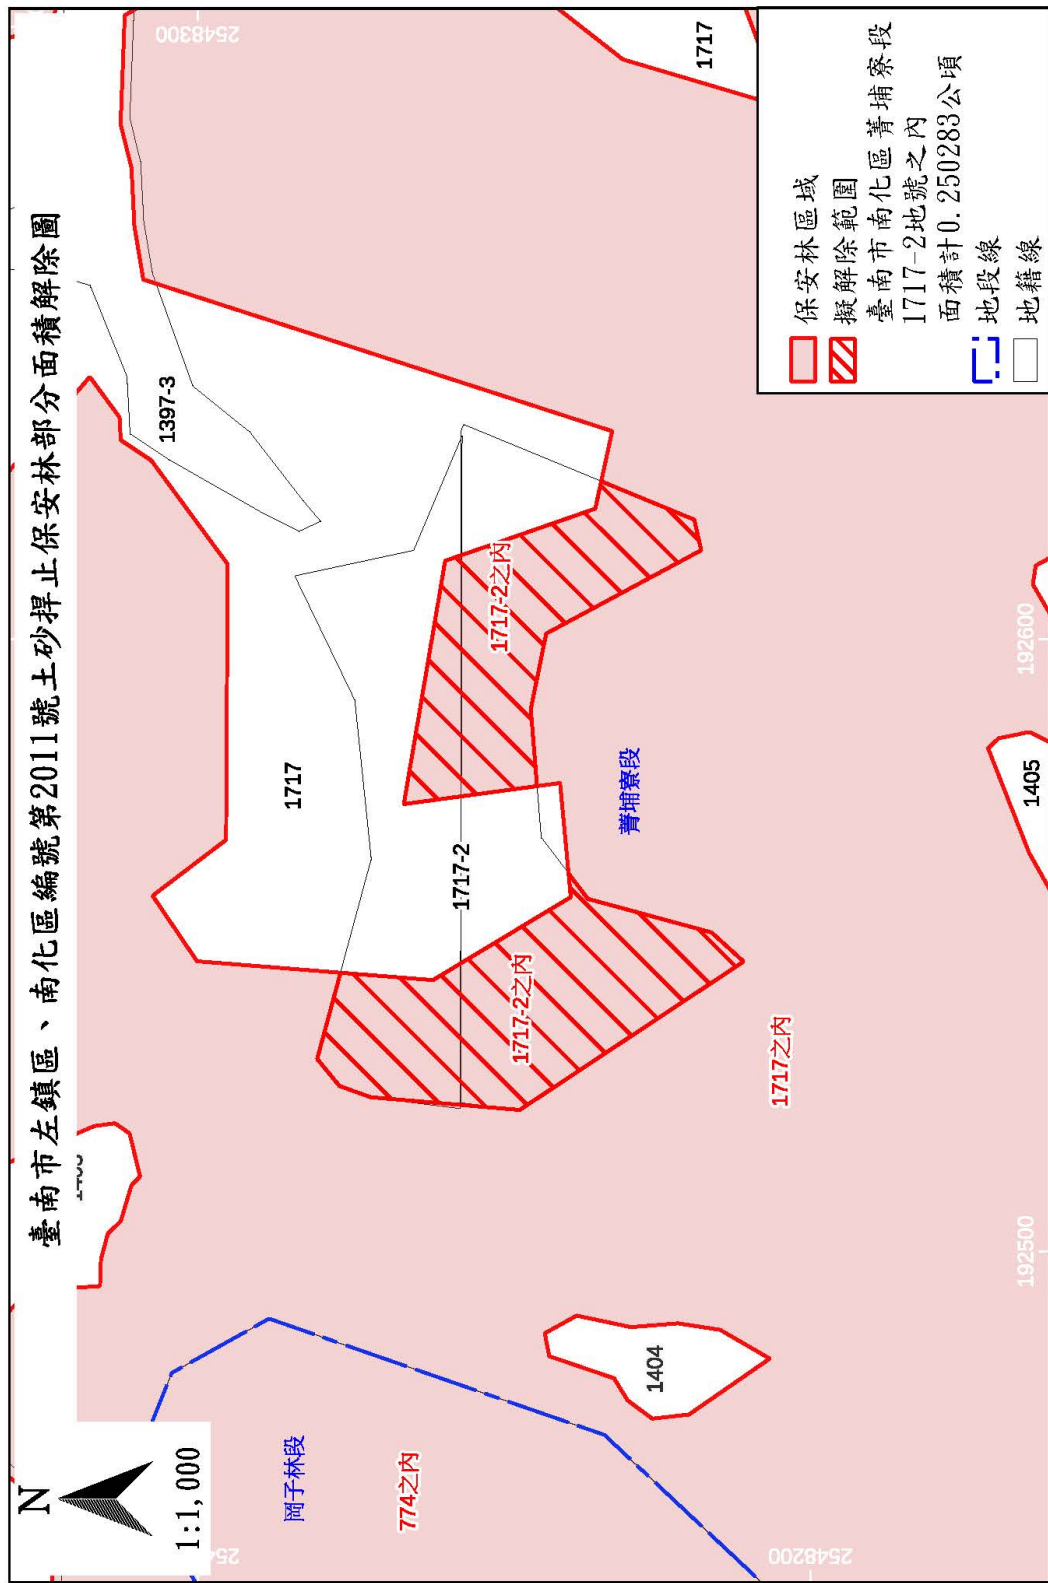 臺南市左鎮區、南化區編號第2011號土砂捍止保安林部分面積解除圖
N
1:1,000
2548300
1397-3
1717
1717
1717-2之內
1717-2
1717-2之內
菁埔寮段
1717之內
岡子林段
774之內
1404
1405
192600
192500
2548200
保安林區域
擬解除範圍
臺南市南化區菁埔寮段
1717-2地號之內
面積計0.250283公頃
地段線
地籍線